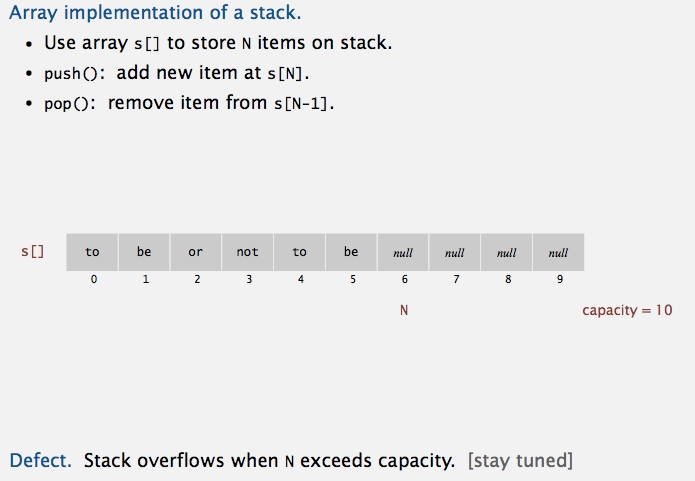 Array implementation of a stack.
• Use array s[] to store N items on stack.
• push(): add new item at s[N].
• pop(): remove item from s[N-1].
s[] to be or not to be null null null null
0 1 2 3 4 5 6 7 8 9
N capacity = 10
Defect. Stack overflows when N exceeds capacity. [stay tuned]